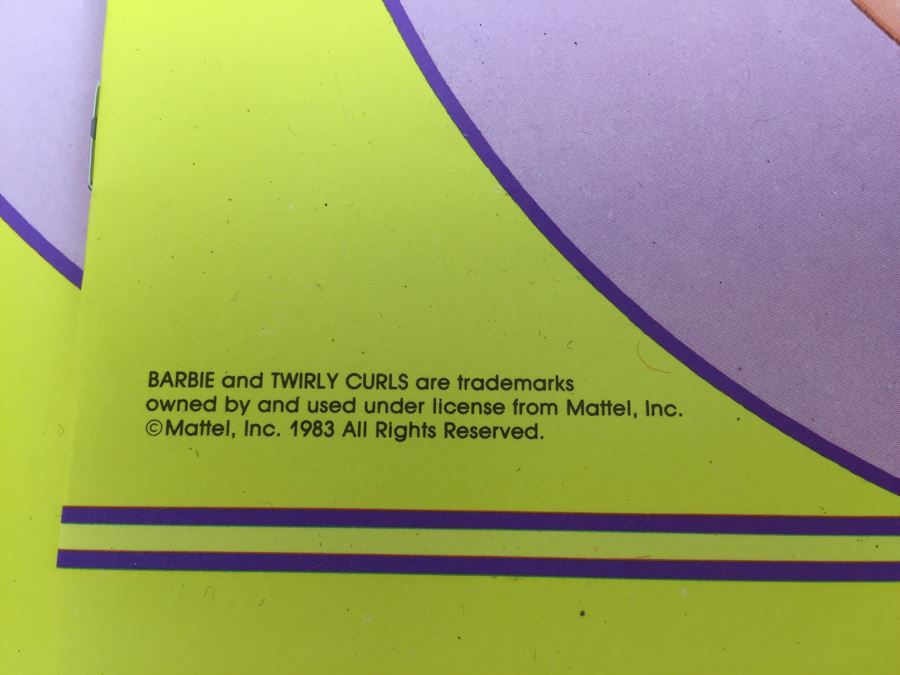 BARBIE and TWIRLY CURLS are trademarks
owned by and used under license from Mattel, Inc.
©Mattel, Inc. 1983 All Rights Reserved.